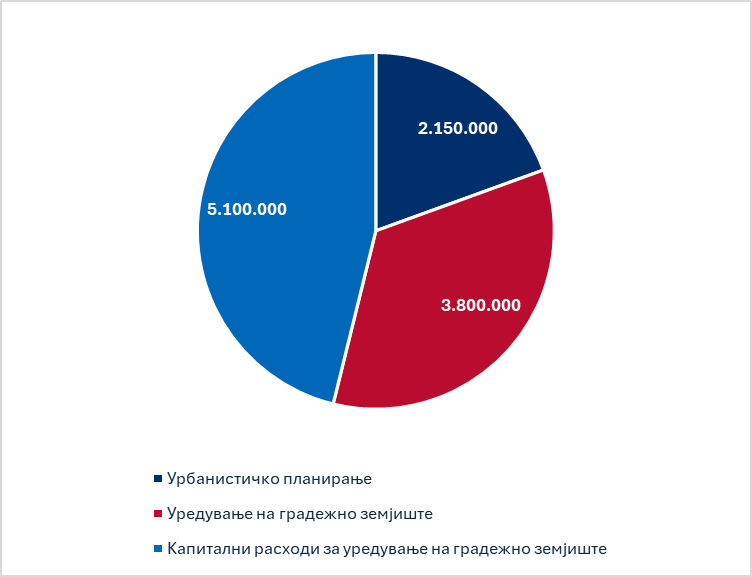 2.150.000
5.100.000
3.800.000
Урбанистичко планирање
Уредување на градежно земјиште
Капитални расходи за уредување на градежно земјиште